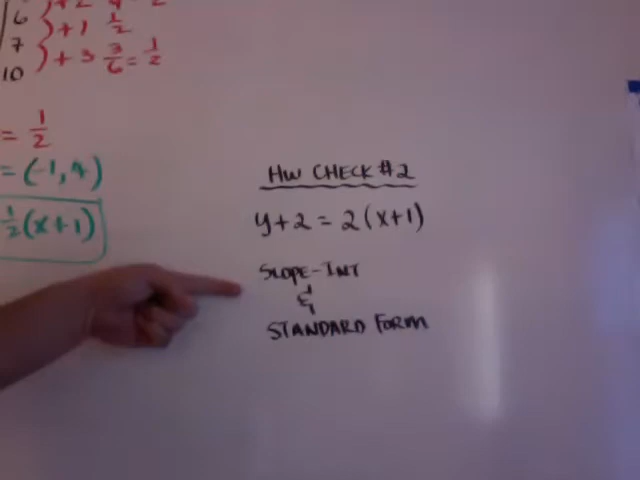 6
+1 1/2
7
+3 3/6 = 1/2
10
= 1/2
= (-1, 4)
1/2 (x+1)
HW CHECK #2
y+2 = 2(x+1)
SLOPE-INT
&
STANDARD FORM